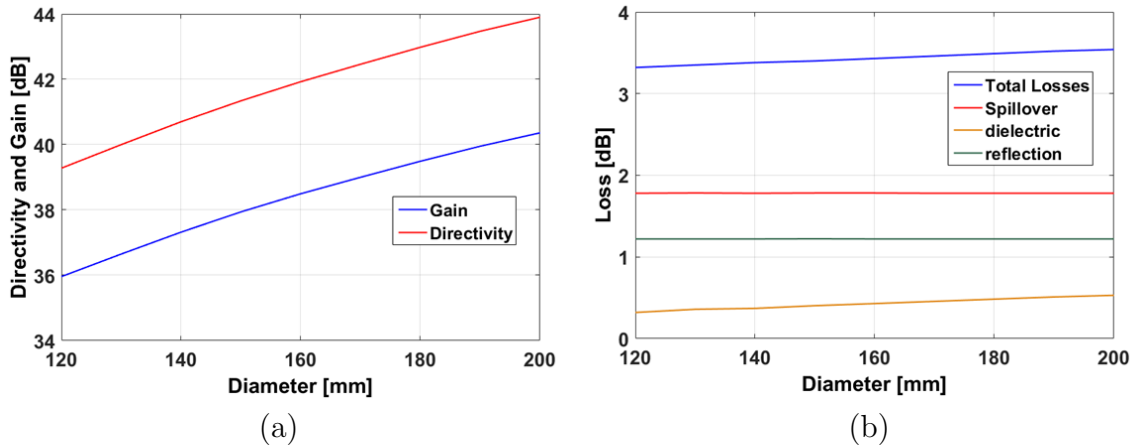 Directivity and Gain [dB]
44
42
40
38
36
34
120
140
160
180
200
Diameter [mm]
Gain
Directivity
(a)
Loss [dB]
4
3
2
1
0
120
140
160
180
200
Diameter [mm]
Total Losses
Spillover
dielectric
reflection
(b)